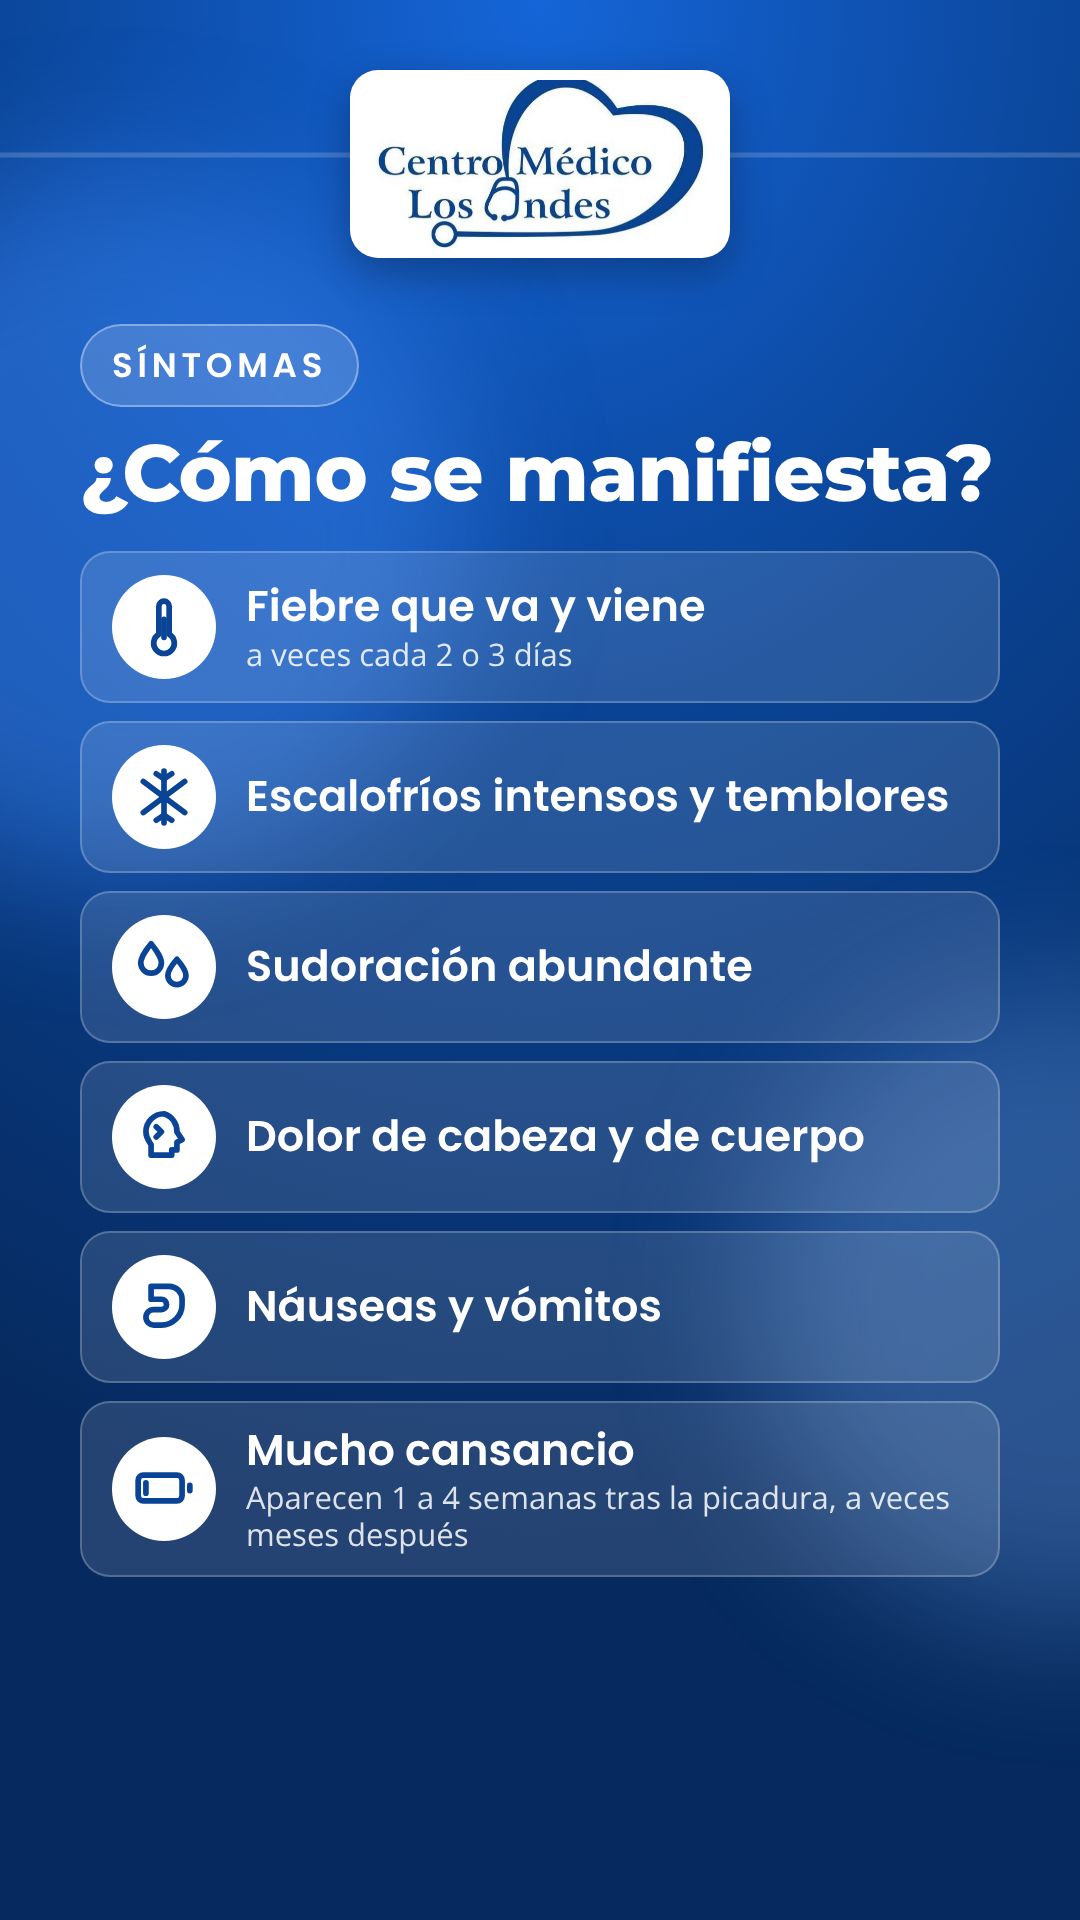 Centro Médico
Los Andes
SÍNTOMAS
¿Cómo se manifiesta?
Fiebre que va y viene
a veces cada 2 o 3 días
Escalofríos intensos y temblores
Sudoración abundante
Dolor de cabeza y de cuerpo
Náuseas y vómitos
Mucho cansancio
Aparecen 1 a 4 semanas tras la picadura, a veces
meses después